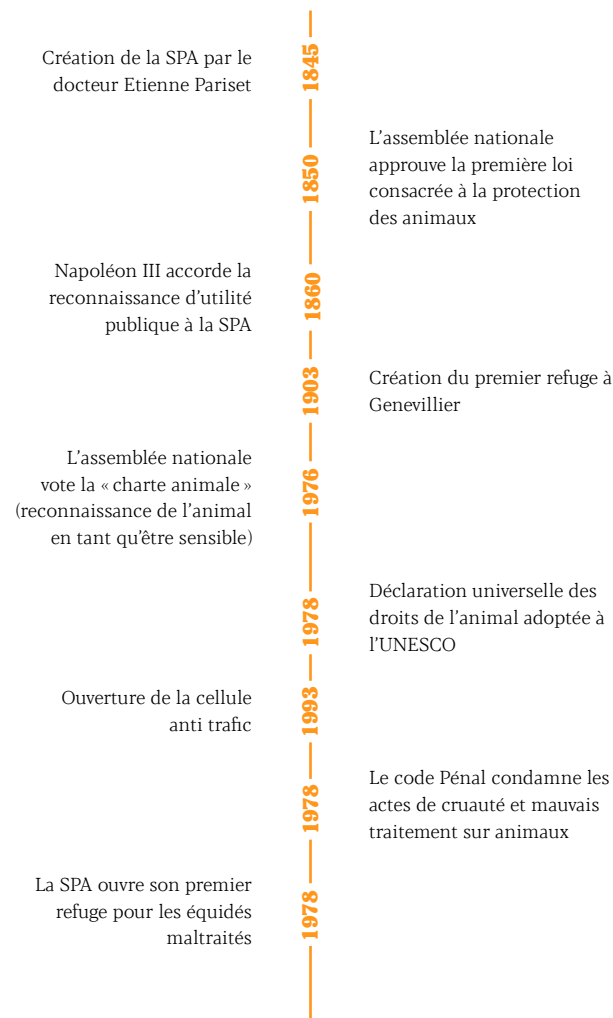 1845
Création de la SPA par le
docteur Etienne Pariset
1850
L’assemblée nationale
approuve la première loi
consacrée à la protection
des animaux
1860
Napoléon III accorde la
reconnaissance d’utilité
publique à la SPA
1903
Création du premier refuge à
Genevillier
1976
L’assemblée nationale
vote la « charte animale »
(reconnaissance de l’animal
en tant qu’être sensible)
1978
Déclaration universelle des
droits de l’animal adoptée à
l’UNESCO
1993
Ouverture de la cellule
anti trafic
1978
Le code Pénal condamne les
actes de cruauté et mauvais
traitement sur animaux
1978
La SPA ouvre son premier
refuge pour les équidés
maltraités